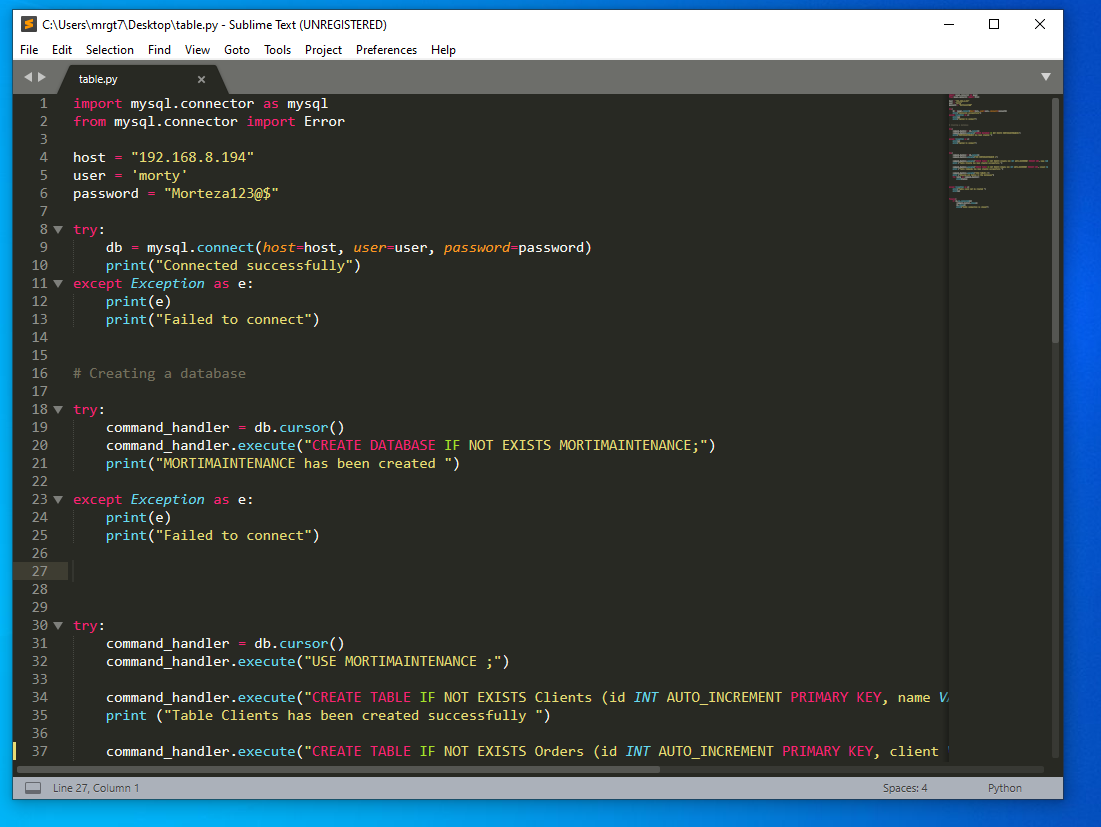 C:\Users\mrgt7\Desktop\table.py - Sublime Text (UNREGISTERED)
File Edit Selection Find View Goto Tools Project Preferences Help
table.py
1 import mysql.connector as mysql
2 from mysql.connector import Error
3
4 host = "192.168.8.194"
5 user = 'morty'
6 password = "Morteza123@$"
7
8 try:
9     db = mysql.connect(host=host, user=user, password=password)
10     print("Connected successfully")
11 except Exception as e:
12     print(e)
13     print("Failed to connect")
14
15
16 # Creating a database
17
18 try:
19     command_handler = db.cursor()
20     command_handler.execute("CREATE DATABASE IF NOT EXISTS MORTIMAINTENANCE;")
21     print("MORTIMAINTENANCE has been created ")
22
23 except Exception as e:
24     print(e)
25     print("Failed to connect")
26
27
28
29
30 try:
31     command_handler = db.cursor()
32     command_handler.execute("USE MORTIMAINTENANCE ;")
33
34     command_handler.execute("CREATE TABLE IF NOT EXISTS Clients (id INT AUTO_INCREMENT PRIMARY KEY, name
35     print ("Table Clients has been created successfully ")
36
37     command_handler.execute("CREATE TABLE IF NOT EXISTS Orders (id INT AUTO_INCREMENT PRIMARY KEY, client
Line 27, Column 1 Spaces: 4 Python